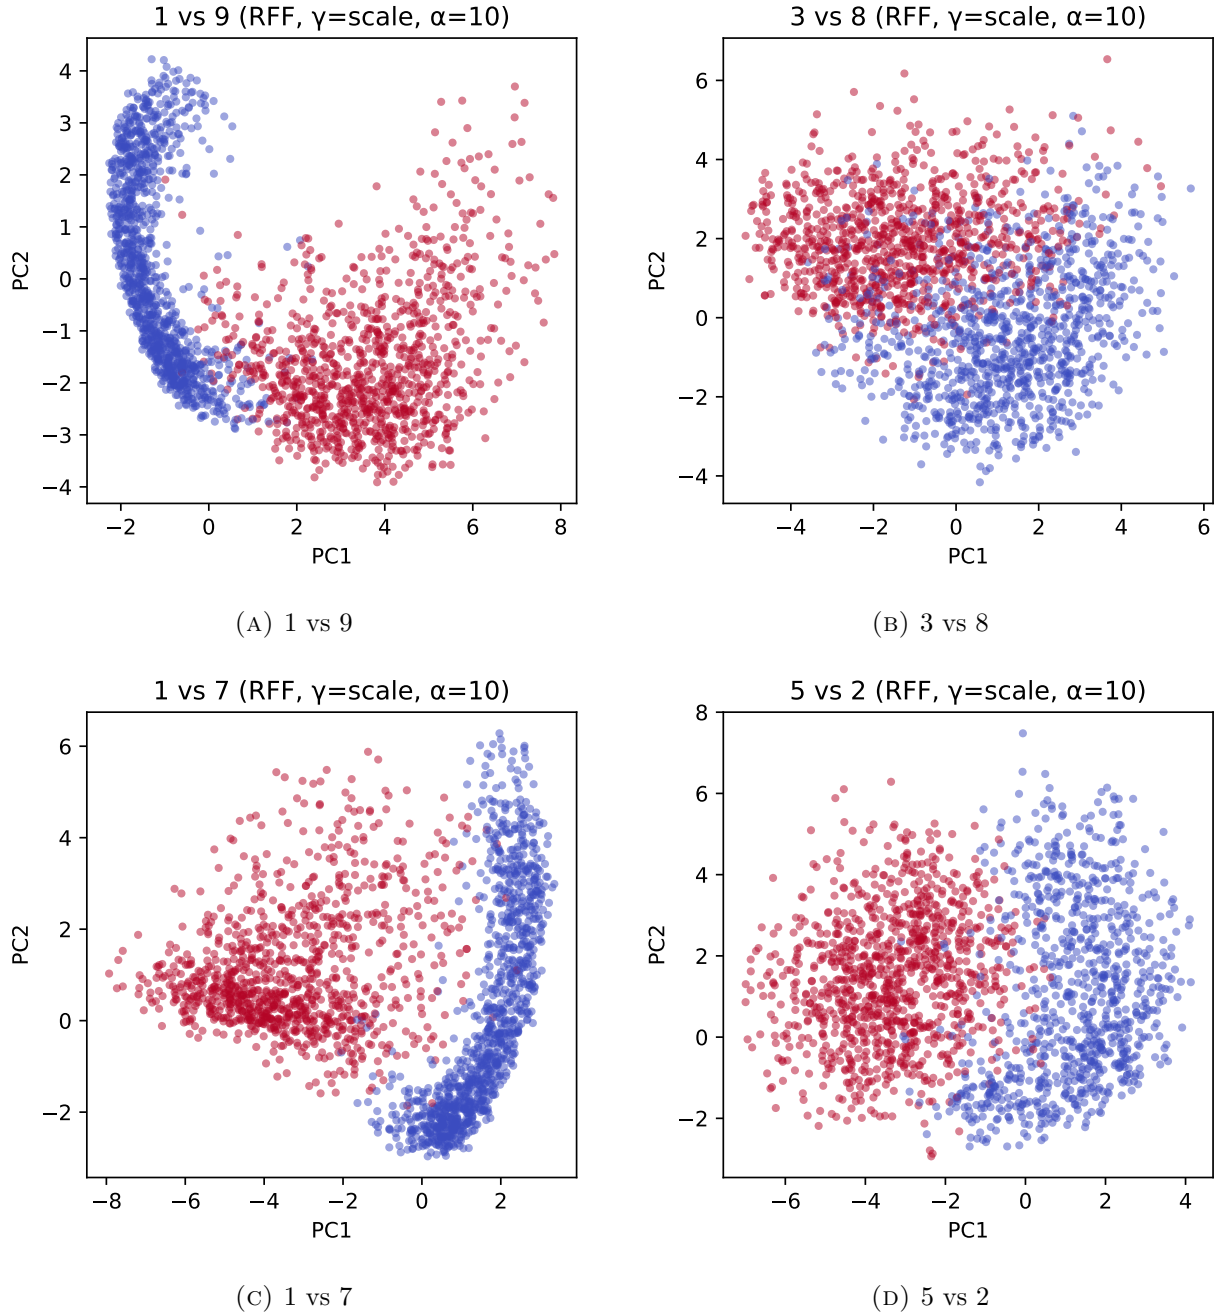 1 vs 9 (RFF, γ=scale, α=10)
4
3
2
1
0
−1
−2
−3
−4
PC2
−2 0 2 4 6 8
PC1
(A) 1 vs 9
3 vs 8 (RFF, γ=scale, α=10)
6
4
2
0
−2
−4
PC2
−4 −2 0 2 4 6
PC1
(B) 3 vs 8
1 vs 7 (RFF, γ=scale, α=10)
6
4
2
0
−2
PC2
−8 −6 −4 −2 0 2
PC1
(C) 1 vs 7
5 vs 2 (RFF, γ=scale, α=10)
8
6
4
2
0
−2
PC2
−6 −4 −2 0 2 4
PC1
(D) 5 vs 2